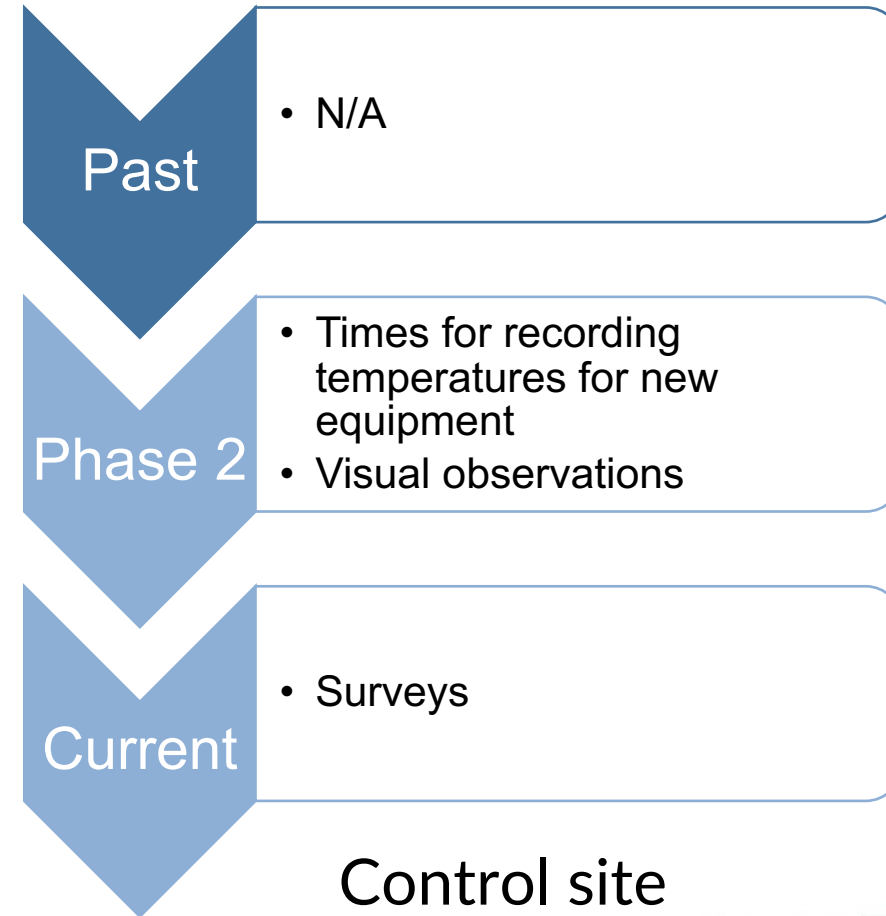 Past
• N/A
Phase 2
• Times for recording
temperatures for new
equipment
• Visual observations
Current
• Surveys
Control site